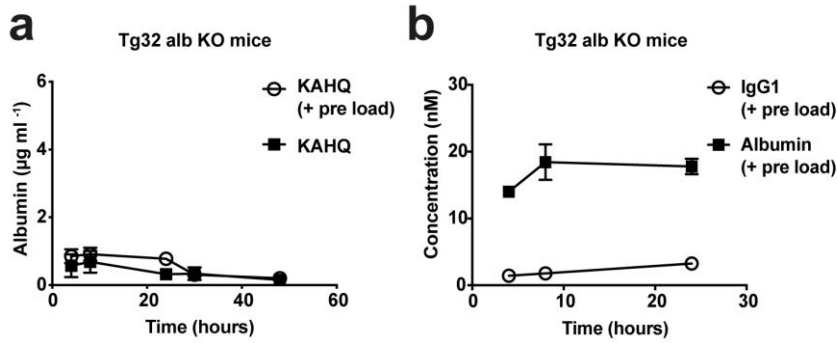 a
Tg32 alb KO mice
Albumin (µg ml ⁻¹)
6
4
2
0
0
20
40
60
Time (hours)
KAHQ
(+ pre load)
KAHQ
b
Tg32 alb KO mice
Concentration (nM)
30
20
10
0
0
10
20
30
Time (hours)
IgG1
(+ pre load)
Albumin
(+ pre load)